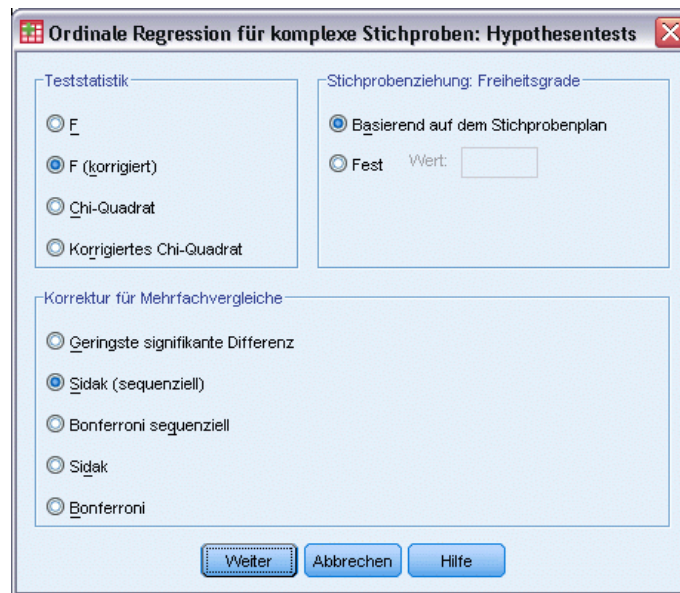 Ordinale Regression für komplexe Stichproben: Hypothesentests
Teststatistik
F
F (korrigiert)
Chi-Quadrat
Korrigiertes Chi-Quadrat
Stichprobenziehung: Freiheitsgrade
Basierend auf dem Stichprobenplan
Fest Wert:
Korrektur für Mehrfachvergleiche
Geringste signifikante Differenz
Sidak (sequenziell)
Bonferroni sequenziell
Sidak
Bonferroni
Weiter Abbrechen Hilfe